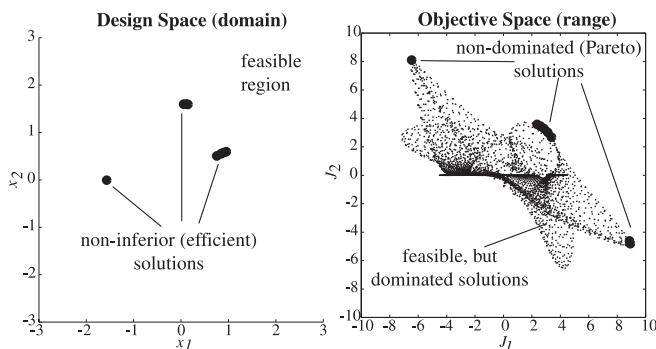 Design Space (domain)
3
2
1
0
-1
-2
-3
x2
feasible
region
non-inferior (efficient)
solutions
-3
-2
-1
0
1
2
3
x1
Objective Space (range)
10
8
6
4
2
0
-2
-4
-6
-8
-10
J2
non-dominated (Pareto)
solutions
feasible, but
dominated solutions
-10
-8
-6
-4
-2
0
2
4
6
8
10
J1